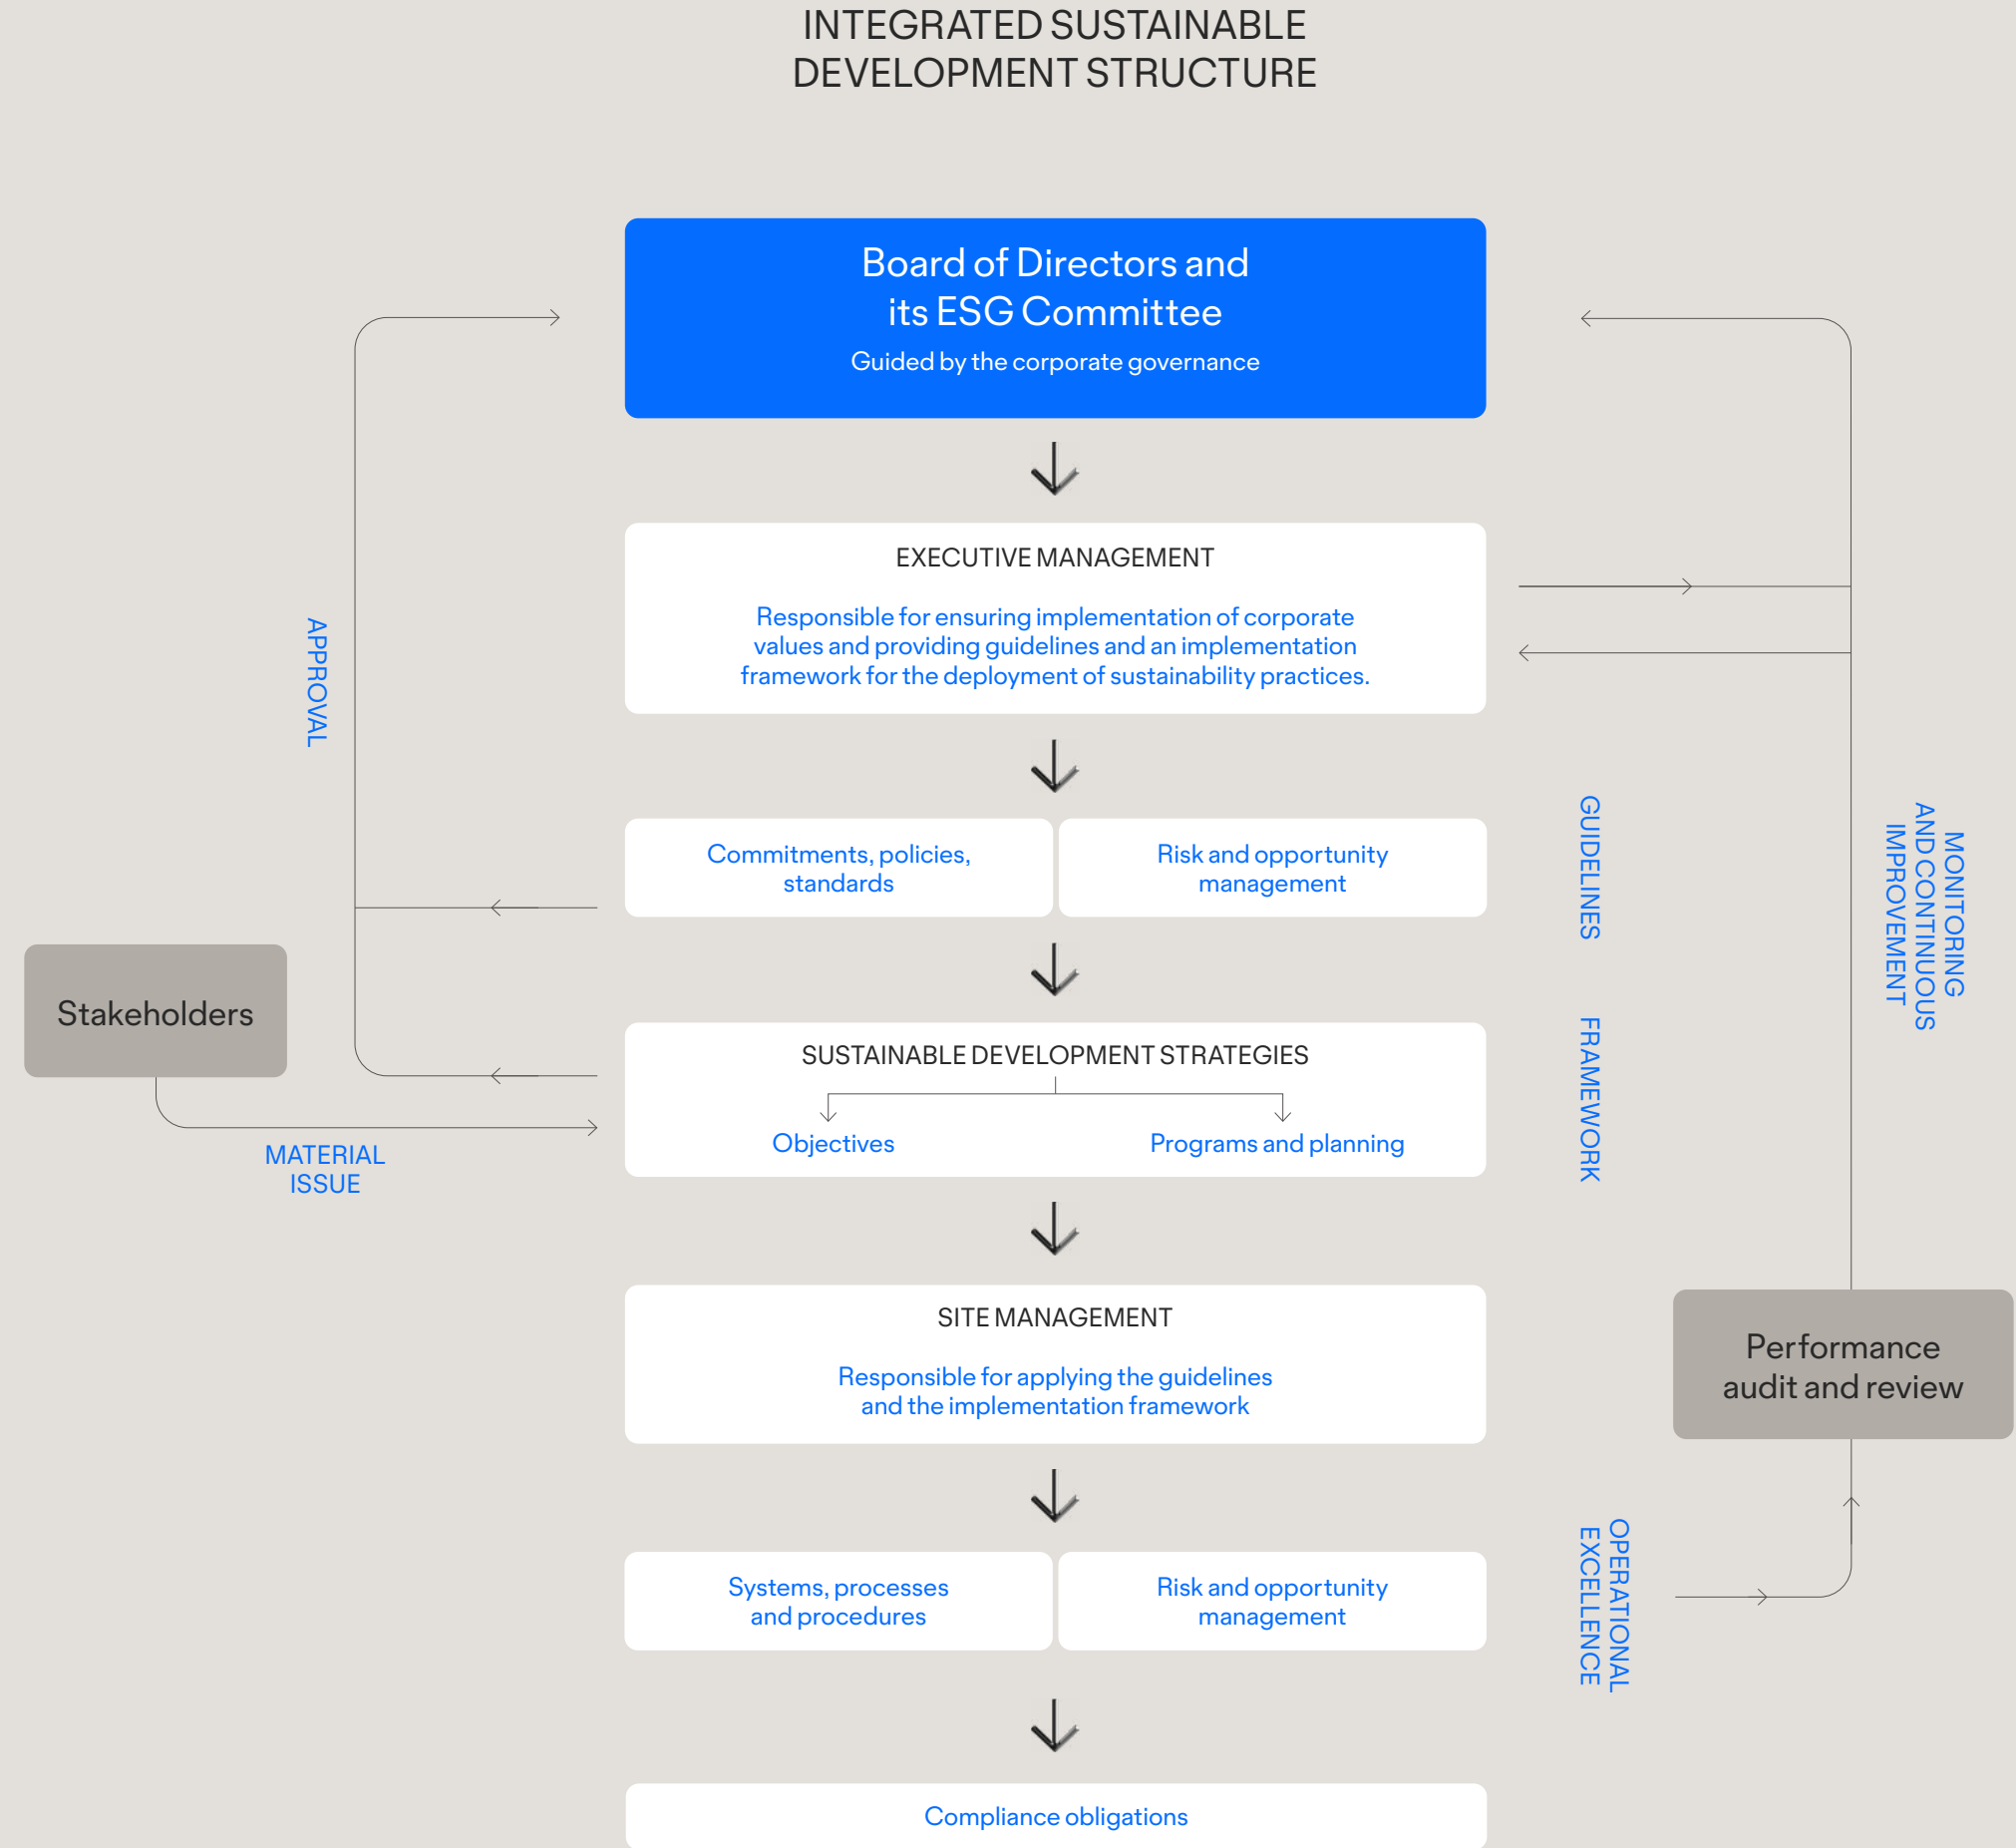 INTEGRATED SUSTAINABLE
DEVELOPMENT STRUCTURE
Board of Directors and
its ESG Committee
Guided by the corporate governance
EXECUTIVE MANAGEMENT
Responsible for ensuring implementation of corporate
values and providing guidelines and an implementation
framework for the deployment of sustainability practices.
APPROVAL
Commitments, policies,
standards
Risk and opportunity
management
GUIDELINES
MONITORING
AND CONTINUOUS
IMPROVEMENT
Stakeholders
SUSTAINABLE DEVELOPMENT STRATEGIES
Objectives
Programs and planning
FRAMEWORK
MATERIAL
ISSUE
SITE MANAGEMENT
Responsible for applying the guidelines
and the implementation framework
Performance
audit and review
Systems, processes
and procedures
Risk and opportunity
management
OPERATIONAL
EXCELLENCE
Compliance obligations